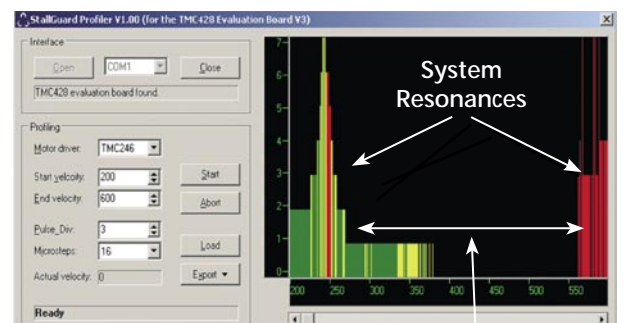 StallGuard Profiler V1.00 (for the TMC428 Evaluation Board V3)
Interface
Open COM1 Close
TMC428 evaluation board found.
Profiling
Motor driver: TMC246
Start velcoity: 200 Start
End velocity: 600 Abort
Pulse_Div: 3
Microsteps: 16 Load
Actual velocity: 0 Export
Ready
System
Resonances
7-
6-
5-
4-
3-
2-
1-
0-
200 250 300 350 400 450 500 550